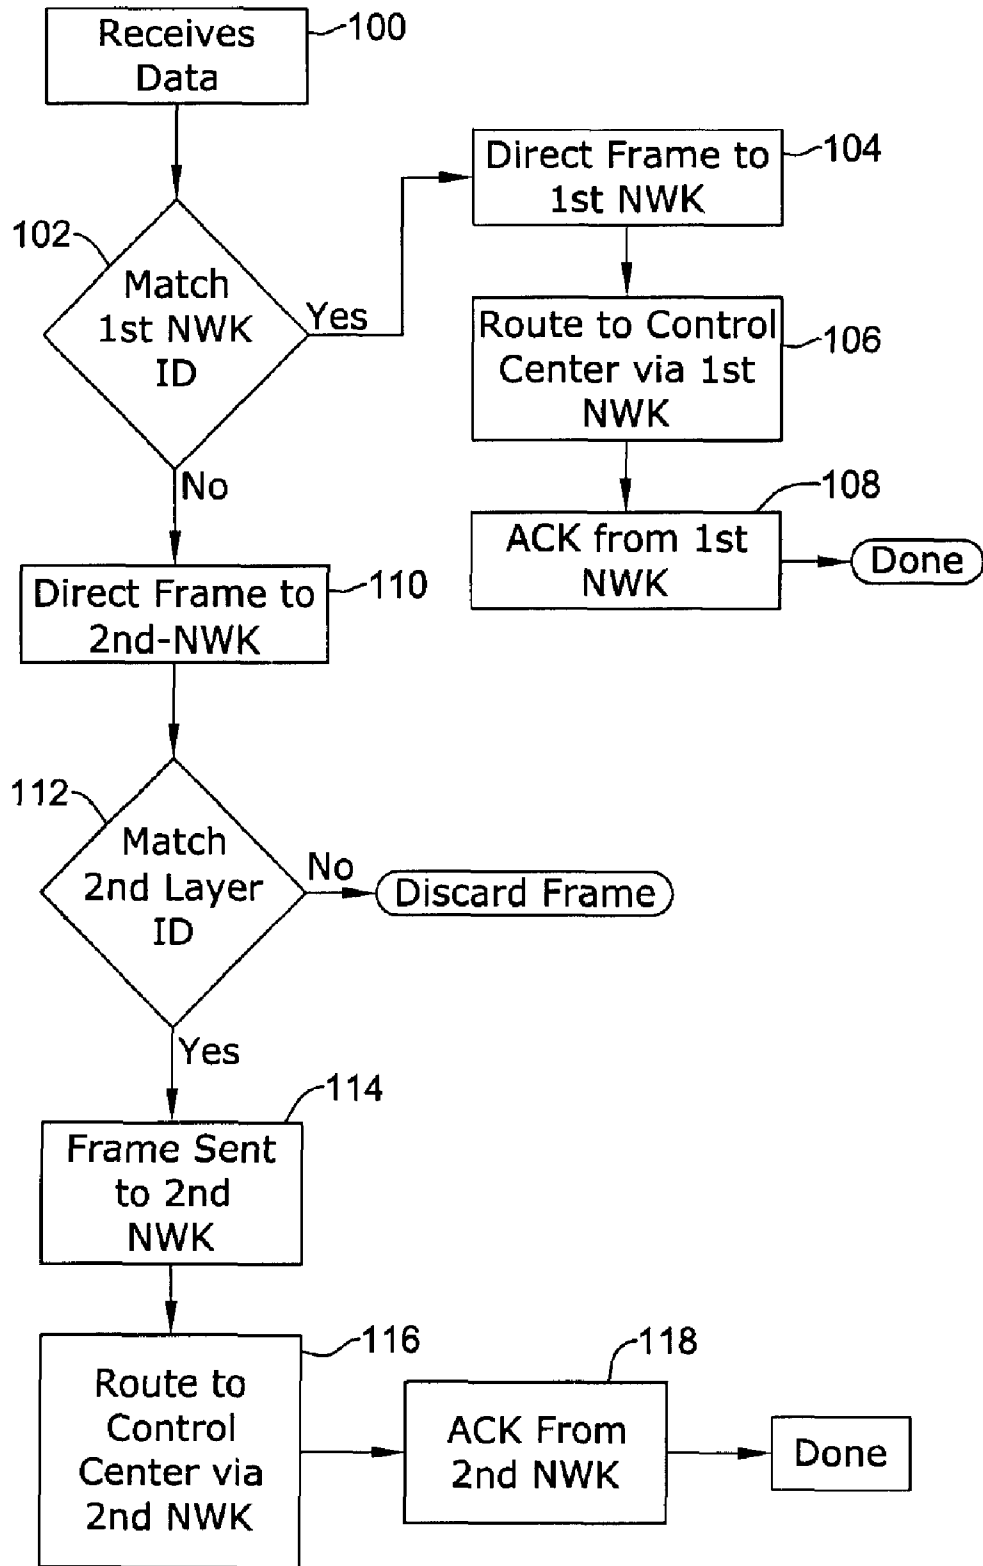 Receives
Data
100
102
Match
1st NWK
ID
Yes
No
Direct Frame to
1st NWK
104
Route to Control
Center via 1st
NWK
106
108
ACK from 1st
NWK
Done
Direct Frame to
2nd-NWK
110
112
Match
2nd Layer
ID
No
Discard Frame
Yes
114
Frame Sent
to 2nd
NWK
116
Route to
Control
Center via
2nd NWK
118
ACK From
2nd NWK
Done